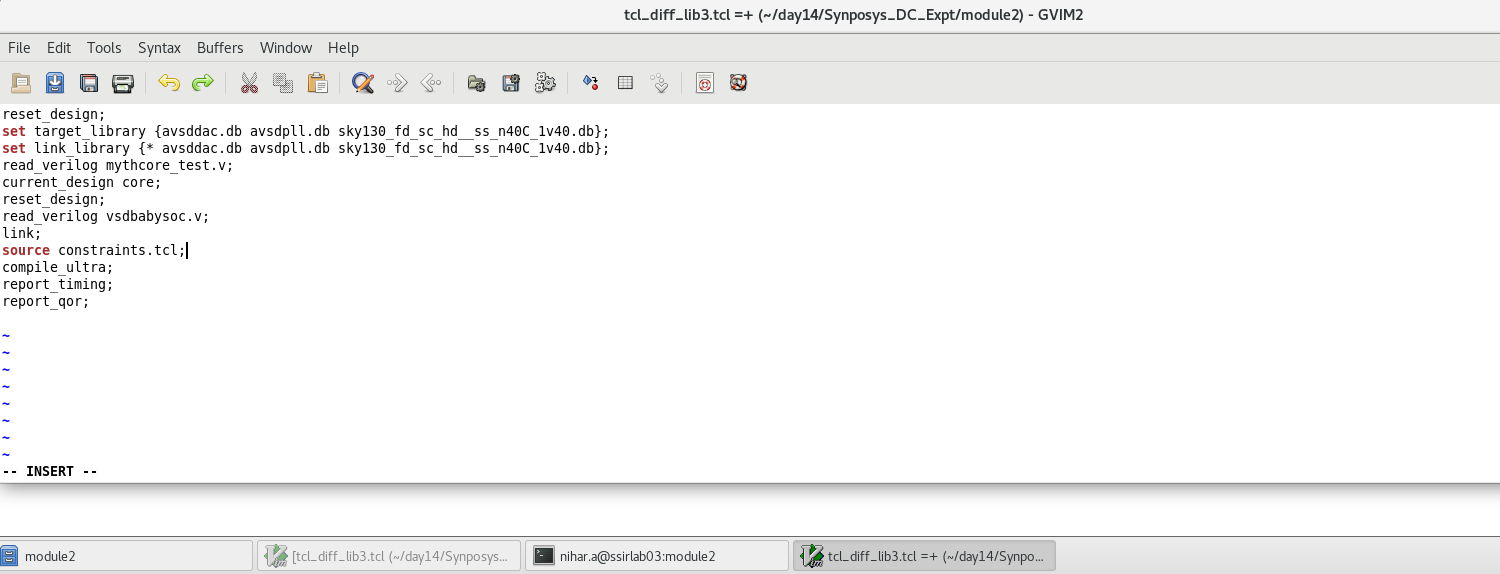 tcl_diff_lib3.tcl =+ (~/day14/Synposys_DC_Expt/module2) - GVIM2
File Edit Tools Syntax Buffers Window Help
reset_design;
set target_library {avsddac.db avsdpll.db sky130_fd_sc_hd__ss_n40C_1v40.db};
set link_library {* avsddac.db avsdpll.db sky130_fd_sc_hd__ss_n40C_1v40.db};
read_verilog mythcore_test.v;
current_design core;
reset_design;
read_verilog vsdbabysoc.v;
link;
source constraints.tcl;
compile_ultra;
report_timing;
report_qor;
~
~
~
~
~
~
~
~
-- INSERT --
module2
[tcl_diff_lib3.tcl (~/day14/Synposys...
nihar.a@ssirlab03:module2
tcl_diff_lib3.tcl =+ (~/day14/Synpo...